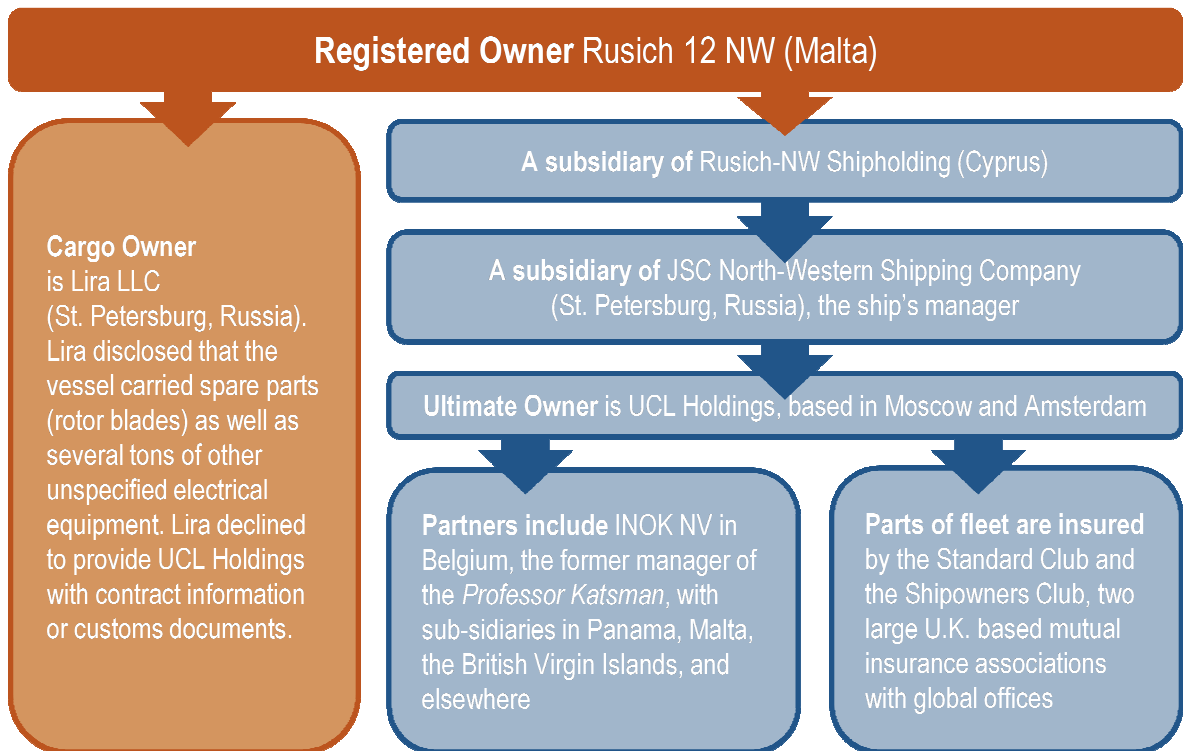 Registered Owner Rusich 12 NW (Malta)
Cargo Owner
is Lira LLC
(St. Petersburg, Russia).
Lira disclosed that the
vessel carried spare parts
(rotor blades) as well as
several tons of other
unspecified electrical
equipment. Lira declined
to provide UCL Holdings
with contract information
or customs documents.
A subsidiary of Rusich-NW Shipholding (Cyprus)
A subsidiary of JSC North-Western Shipping Company
(St. Petersburg, Russia), the ship’s manager
Ultimate Owner is UCL Holdings, based in Moscow and Amsterdam
Partners include INOK NV in
Belgium, the former manager of
the Professor Katsman, with
sub-sidiaries in Panama, Malta,
the British Virgin Islands, and
elsewhere
Parts of fleet are insured
by the Standard Club and
the Shipowners Club, two
large U.K. based mutual
insurance associations
with global offices